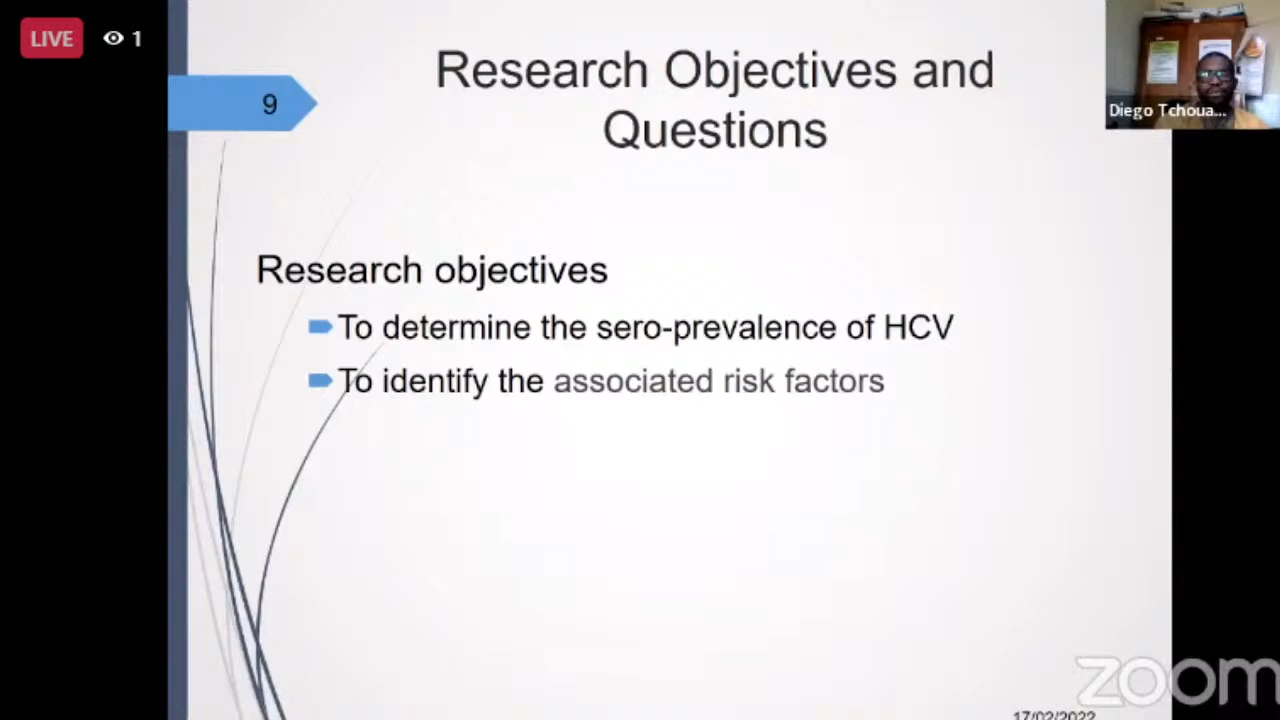 LIVE 1
9
Research Objectives and
Questions
Diego Tchoua...
Research objectives
To determine the sero-prevalence of HCV
To identify the associated risk factors
zoom
17/02/2022